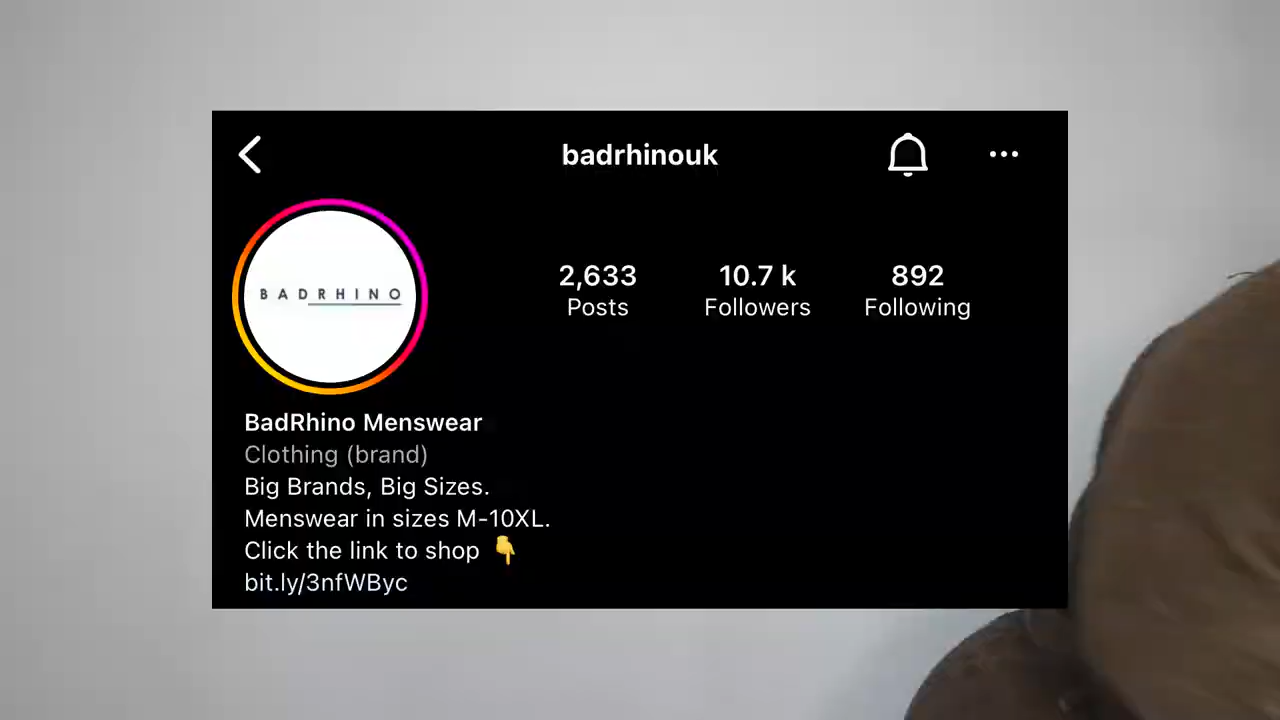 badrhinouk
BADRHINO
2,633 10.7 k 892
Posts Followers Following
BadRhino Menswear
Clothing (brand)
Big Brands, Big Sizes.
Menswear in sizes M-10XL.
Click the link to shop 👇
bit.ly/3nfWByc